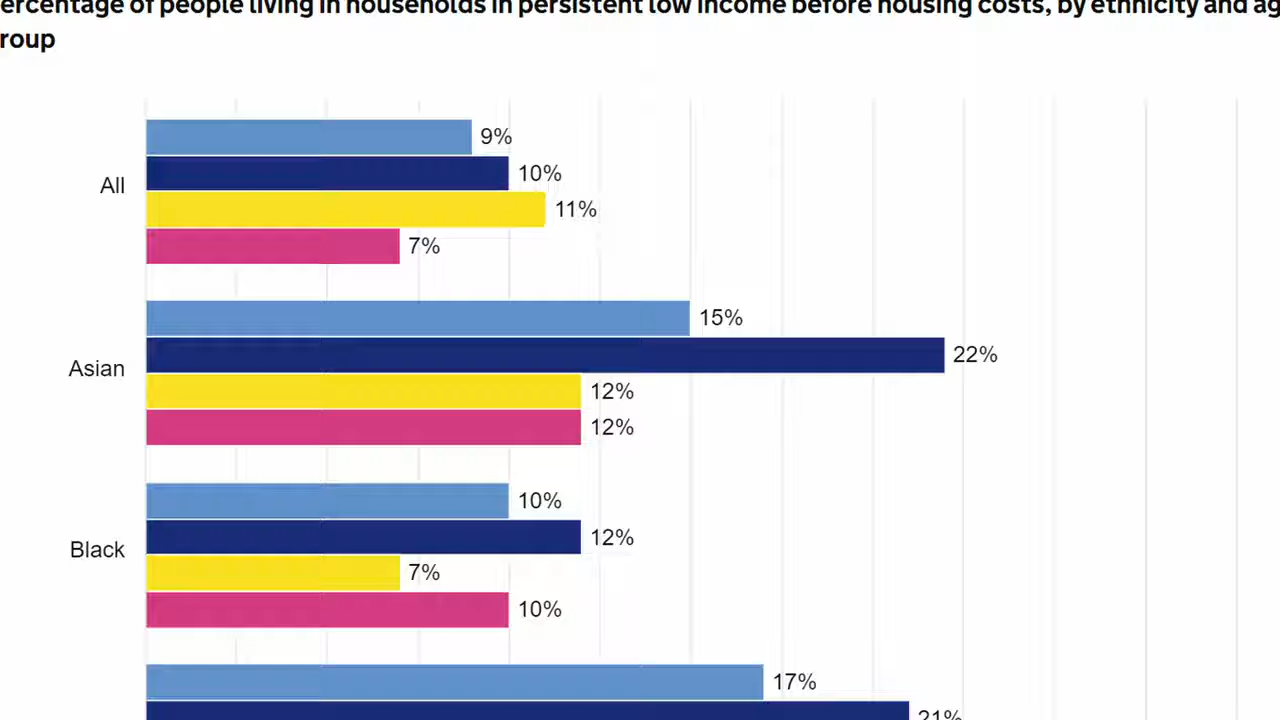 ercentage of people living in households in persistent low income before housing costs, by ethnicity and ag
roup
9%
10%
All
11%
7%
15%
22%
Asian
12%
12%
10%
12%
Black
7%
10%
17%
21%